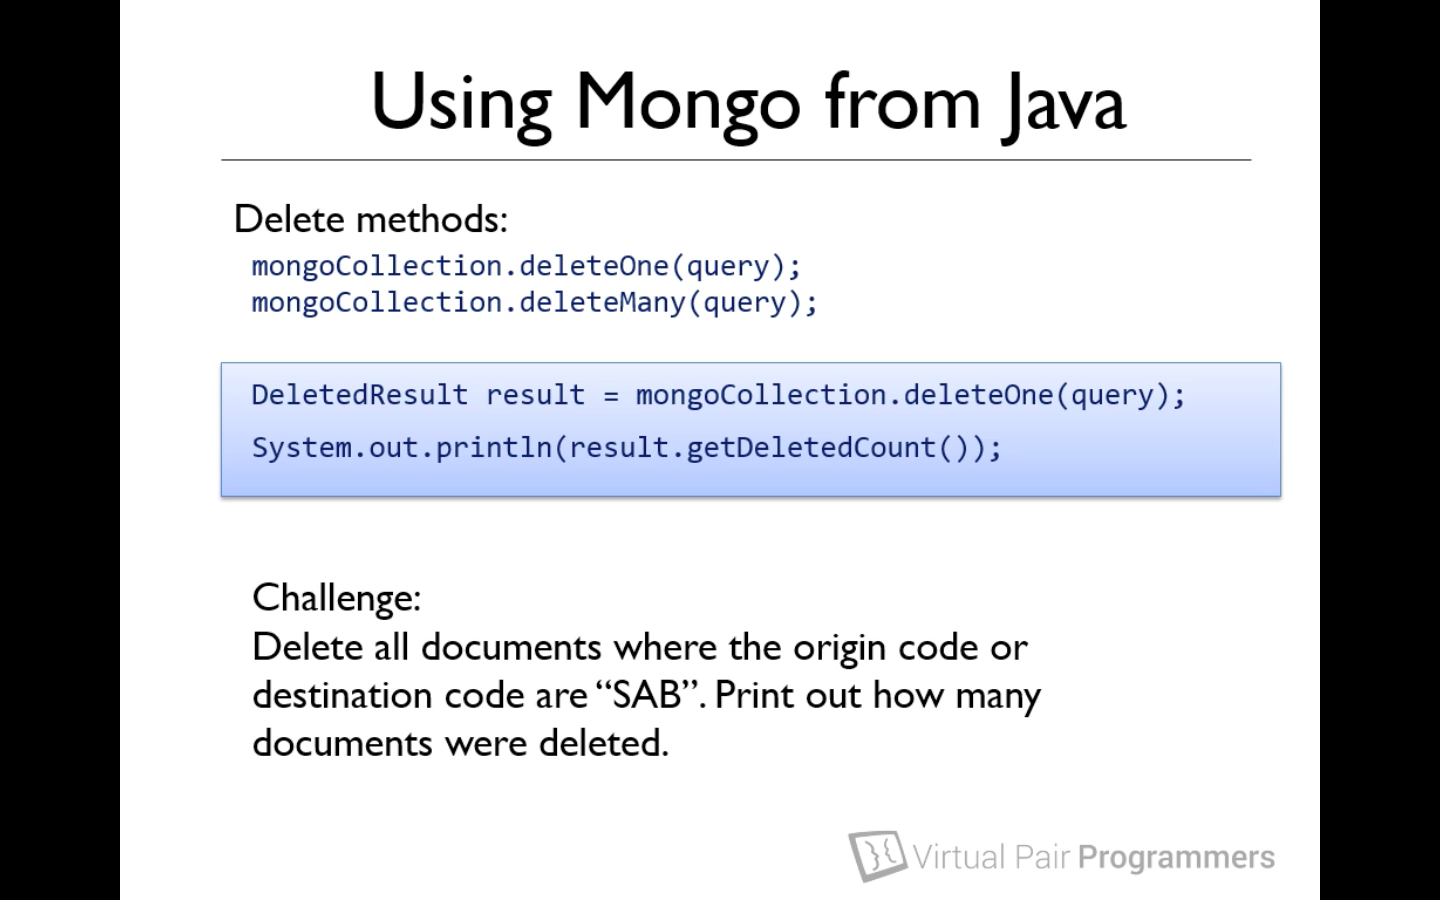 Using Mongo from Java
Delete methods:
mongoCollection.deleteOne(query);
mongoCollection.deleteMany(query);
DeletedResult result = mongoCollection.deleteOne(query);
System.out.println(result.getDeletedCount());
Challenge:
Delete all documents where the origin code or
destination code are “SAB”. Print out how many
documents were deleted.
Virtual Pair Programmers